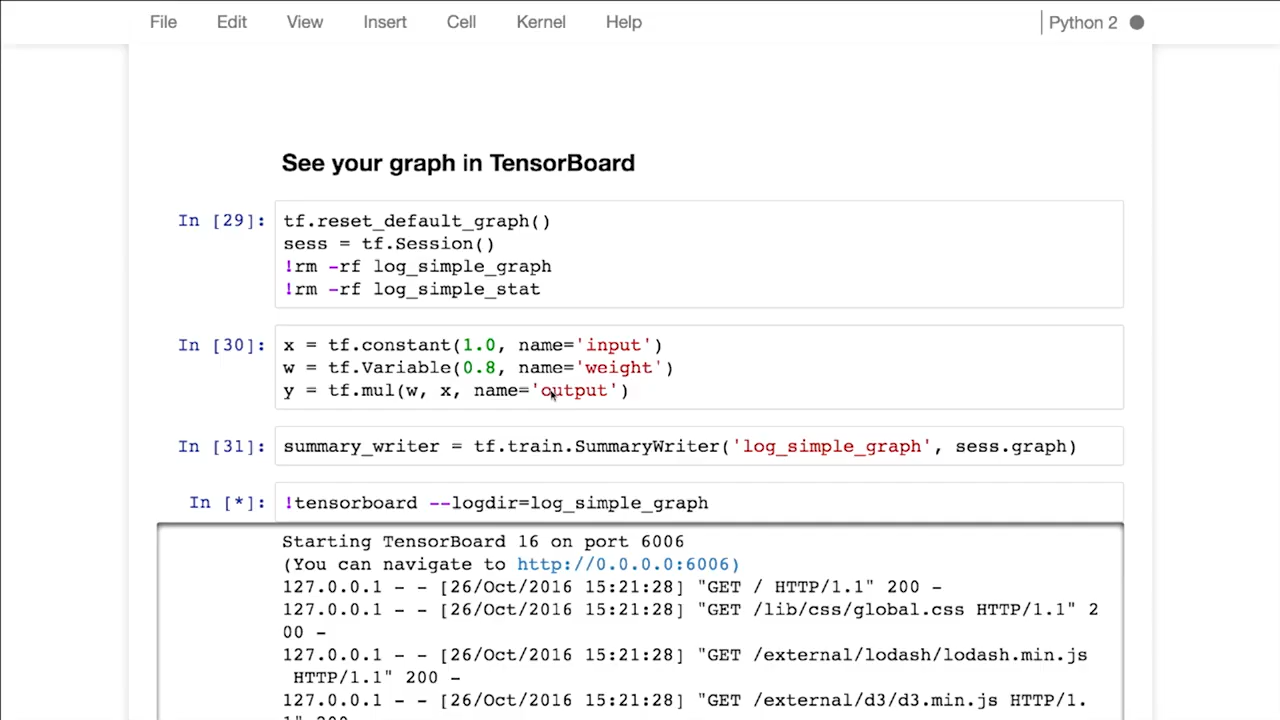 File Edit View Insert Cell Kernel Help Python 2
See your graph in TensorBoard
In [29]: tf.reset_default_graph()
sess = tf.Session()
!rm -rf log_simple_graph
!rm -rf log_simple_stat
In [30]: x = tf.constant(1.0, name='input')
w = tf.Variable(0.8, name='weight')
y = tf.mul(w, x, name='output')
In [31]: summary_writer = tf.train.SummaryWriter('log_simple_graph', sess.graph)
In [*]: !tensorboard --logdir=log_simple_graph
Starting TensorBoard 16 on port 6006
(You can navigate to http://0.0.0.0:6006)
127.0.0.1 - - [26/Oct/2016 15:21:28] "GET / HTTP/1.1" 200 -
127.0.0.1 - - [26/Oct/2016 15:21:28] "GET /lib/css/global.css HTTP/1.1" 2
00 -
127.0.0.1 - - [26/Oct/2016 15:21:28] "GET /external/lodash/lodash.min.js
HTTP/1.1" 200 -
127.0.0.1 - - [26/Oct/2016 15:21:28] "GET /external/d3/d3.min.js HTTP/1.
1" 200